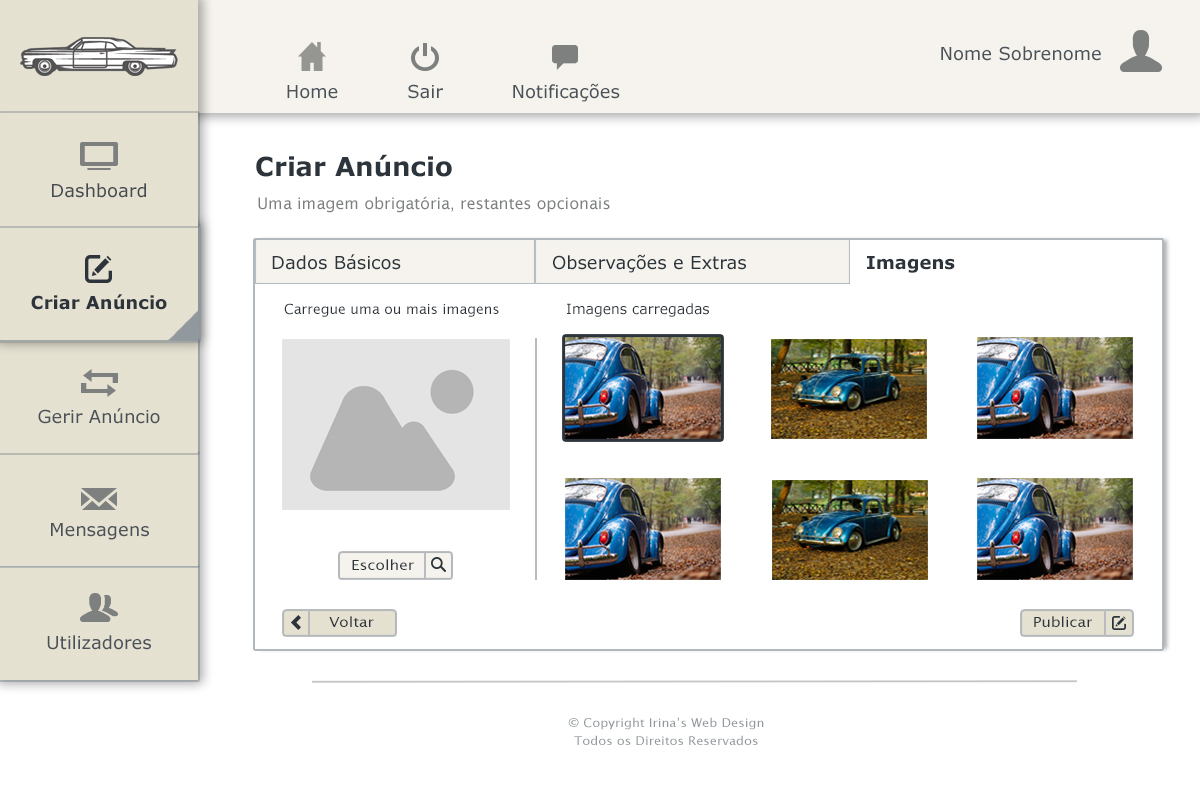 Home
Sair
Notificações
Nome Sobrenome
Dashboard
Criar Anúncio
Gerir Anúncio
Mensagens
Utilizadores
Criar Anúncio
Uma imagem obrigatória, restantes opcionais
Dados Básicos
Observações e Extras
Imagens
Carregue uma ou mais imagens
Imagens carregadas
Escolher
Voltar
Publicar
© Copyright Irina's Web Design
Todos os Direitos Reservados